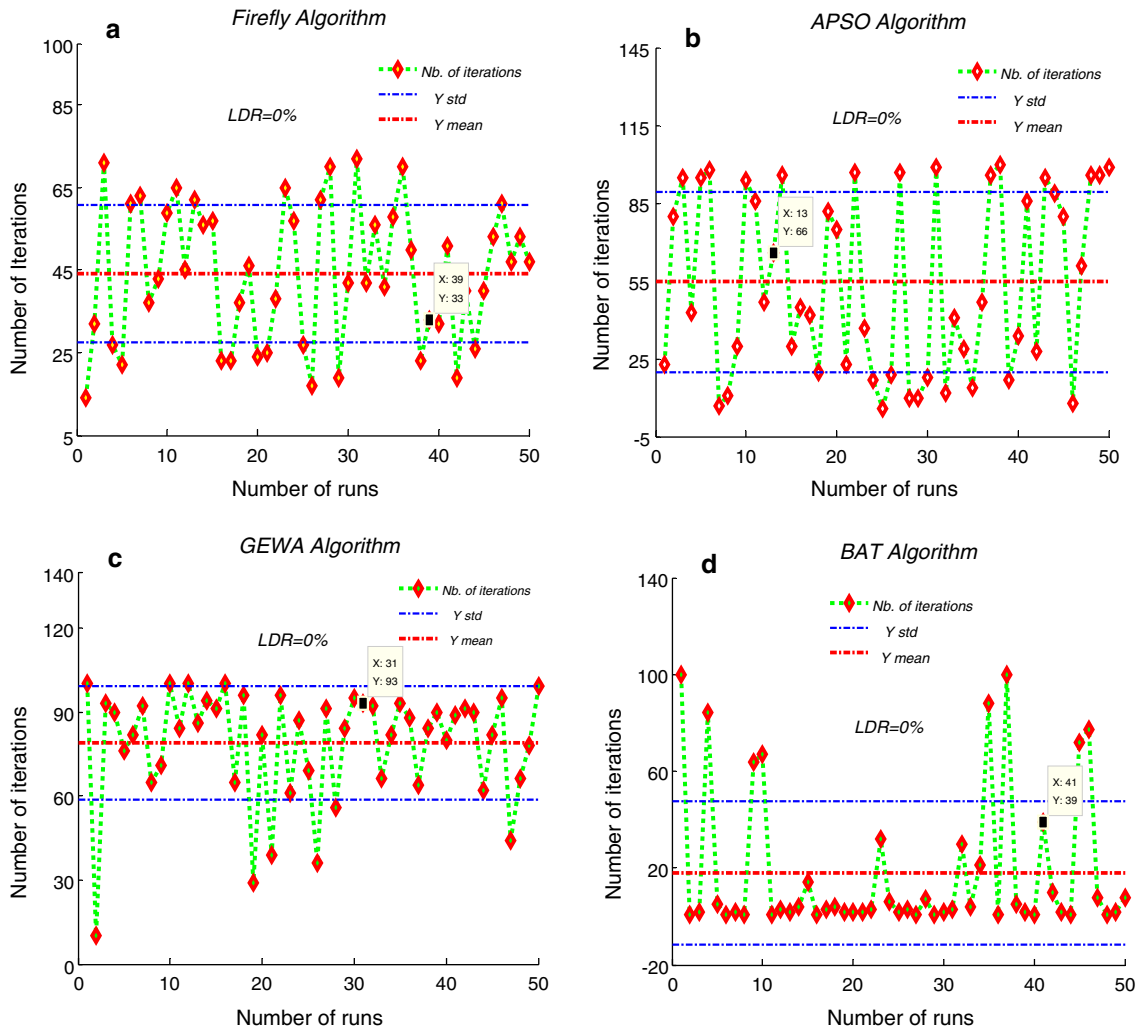 a
Firefly Algorithm
100
85
65
45
25
5
0
10
20
30
40
50
Number of iterations
Number of runs
Nb. of iterations
Y std
Y mean
LDR=0%
X: 39
Y: 33
b
APSO Algorithm
145
115
85
55
25
-5
0
10
20
30
40
50
Number of iterations
Number of runs
Nb. of iterations
Y std
Y mean
LDR=0%
X: 13
Y: 66
c
GEWA Algorithm
140
120
90
60
30
0
0
10
20
30
40
50
Number of iterations
Number of runs
Nb. of iterations
Y std
Y mean
LDR=0%
X: 31
Y: 93
d
BAT Algorithm
140
100
60
20
-20
0
10
20
30
40
50
Number of iterations
Number of runs
Nb. of iterations
Y std
Y mean
LDR=0%
X: 41
Y: 39